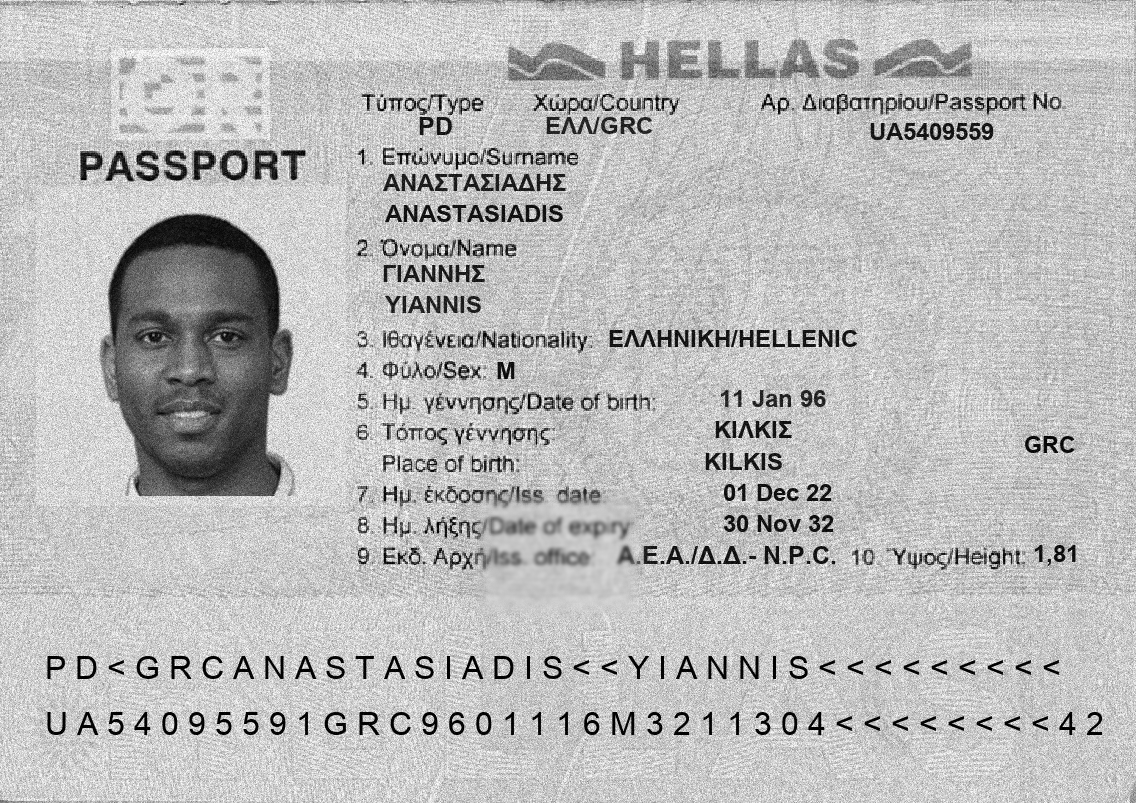 HELLAS
GR
PASSPORT
Τύπος/Type Χώρα/Country Αρ. Διαβατηρίου/Passport No.
PD ΕΛΛ/GRC UA5409559
1. Επώνυμο/Surname
ΑΝΑΣΤΑΣΙΑΔΗΣ
ANASTASIADIS
2. Όνομα/Name
ΓΙΑΝΝΗΣ
YIANNIS
3. Ιθαγένεια/Nationality: ΕΛΛΗΝΙΚΗ/HELLENIC
4. Φύλο/Sex: M
5. Ημ. γέννησης/Date of birth: 11 Jan 96
6. Τόπος γέννησης: ΚΙΛΚΙΣ
Place of birth: KILKIS GRC
7. Ημ. έκδοσης/Iss. date: 01 Dec 22
8. Ημ. λήξης/Date of expiry: 30 Nov 32
9. Εκδ. Αρχή/Iss. office: Α.Ε.Α./Δ.Δ.- N.P.C. 10. Ύψος/Height: 1,81
PD<GRCANASTASIADIS<<YIANNIS<<<<<<<<<
UA54095591GRC9601116M3211304<<<<<<<<42